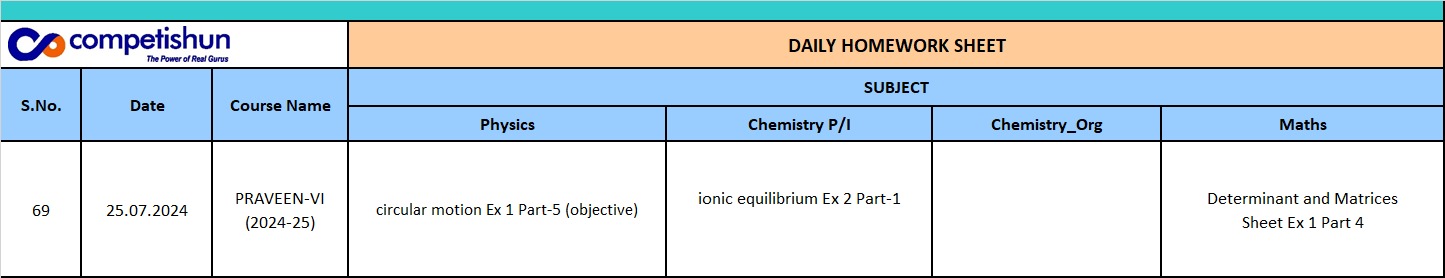 competishun
The Power of Real Gurus
DAILY HOMEWORK SHEET
S.No.
Date
Course Name
SUBJECT
Physics
Chemistry P/I
Chemistry_Org
Maths
69
25.07.2024
PRAVEEN-VI
(2024-25)
circular motion Ex 1 Part-5 (objective)
ionic equilibrium Ex 2 Part-1
Determinant and Matrices
Sheet Ex 1 Part 4